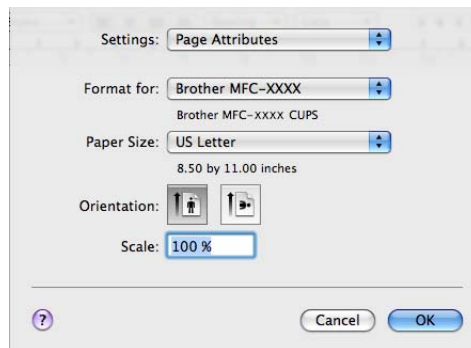 Settings: Page Attributes
Format for: Brother MFC-XXXX
Brother MFC-XXXX CUPS
Paper Size: US Letter
8.50 by 11.00 inches
Orientation:
Scale: 100 %
? Cancel OK